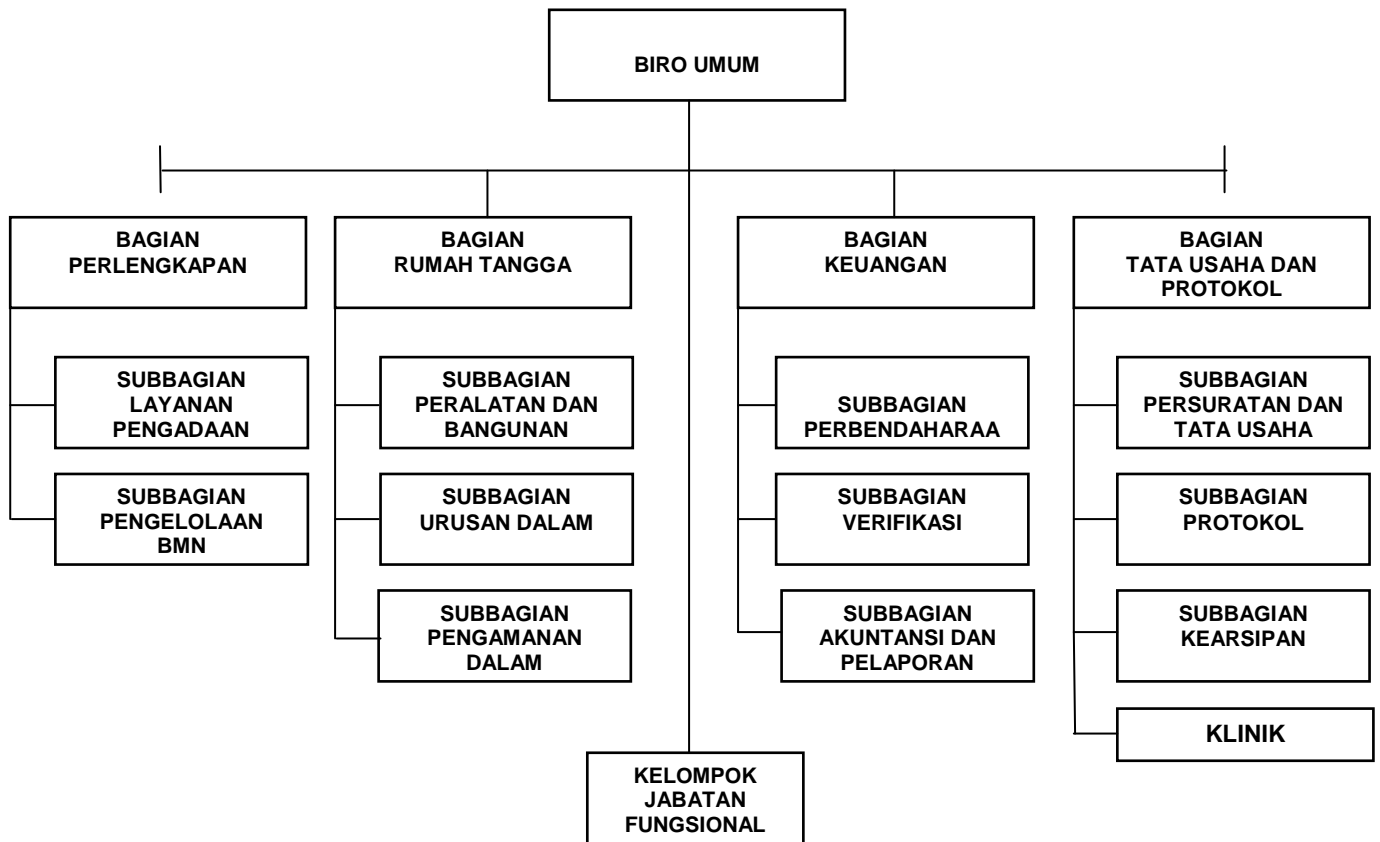 BIRO UMUM
BAGIAN
PERLENGKAPAN
BAGIAN
RUMAH TANGGA
BAGIAN
KEUANGAN
BAGIAN
TATA USAHA DAN
PROTOKOL
SUBBAGIAN
LAYANAN
PENGADAAN
SUBBAGIAN
PERALATAN DAN
BANGUNAN
SUBBAGIAN
PERBENDAHARAA
SUBBAGIAN
PERSURATAN DAN
TATA USAHA
SUBBAGIAN
PENGELOLAAN
BMN
SUBBAGIAN
URUSAN DALAM
SUBBAGIAN
VERIFIKASI
SUBBAGIAN
PROTOKOL
SUBBAGIAN
PENGAMANAN
DALAM
SUBBAGIAN
AKUNTANSI DAN
PELAPORAN
SUBBAGIAN
KEARSIPAN
KLINIK
KELOMPOK
JABATAN
FUNGSIONAL